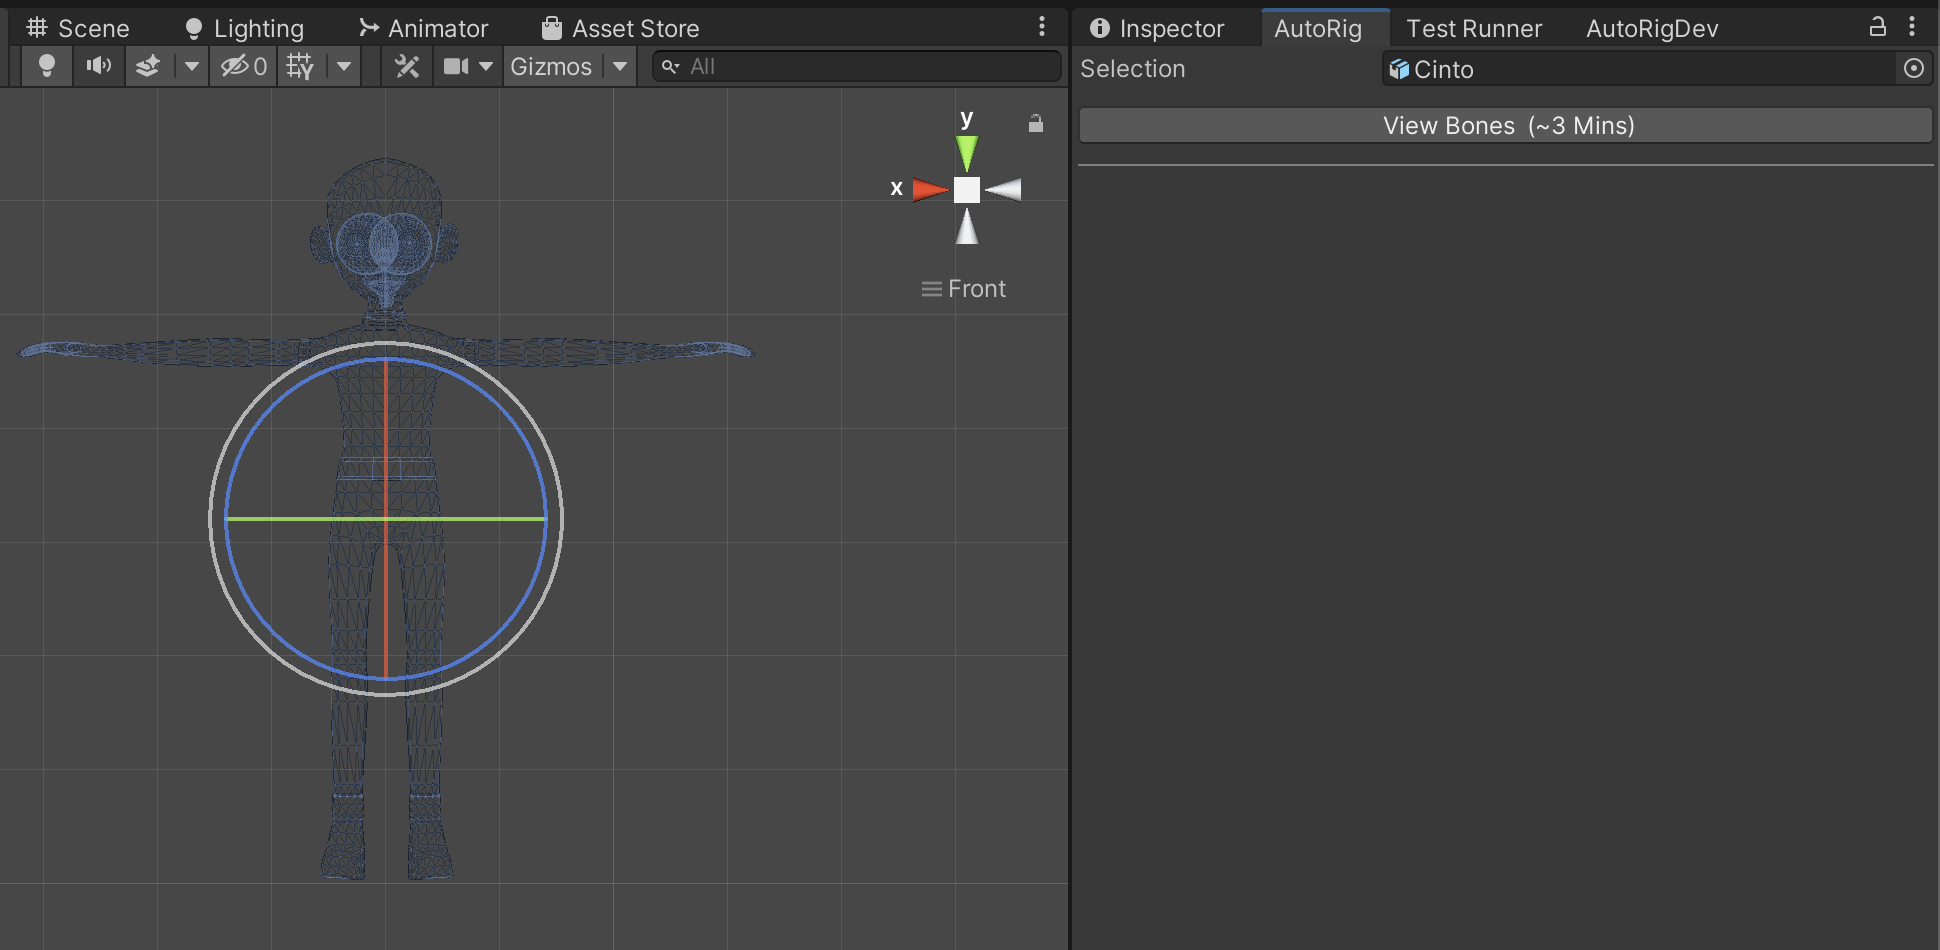 Scene Lighting Animator Asset Store
0 Gizmos All
y
x
Front
Inspector AutoRig Test Runner AutoRigDev
Selection Cinto
View Bones (~3 Mins)